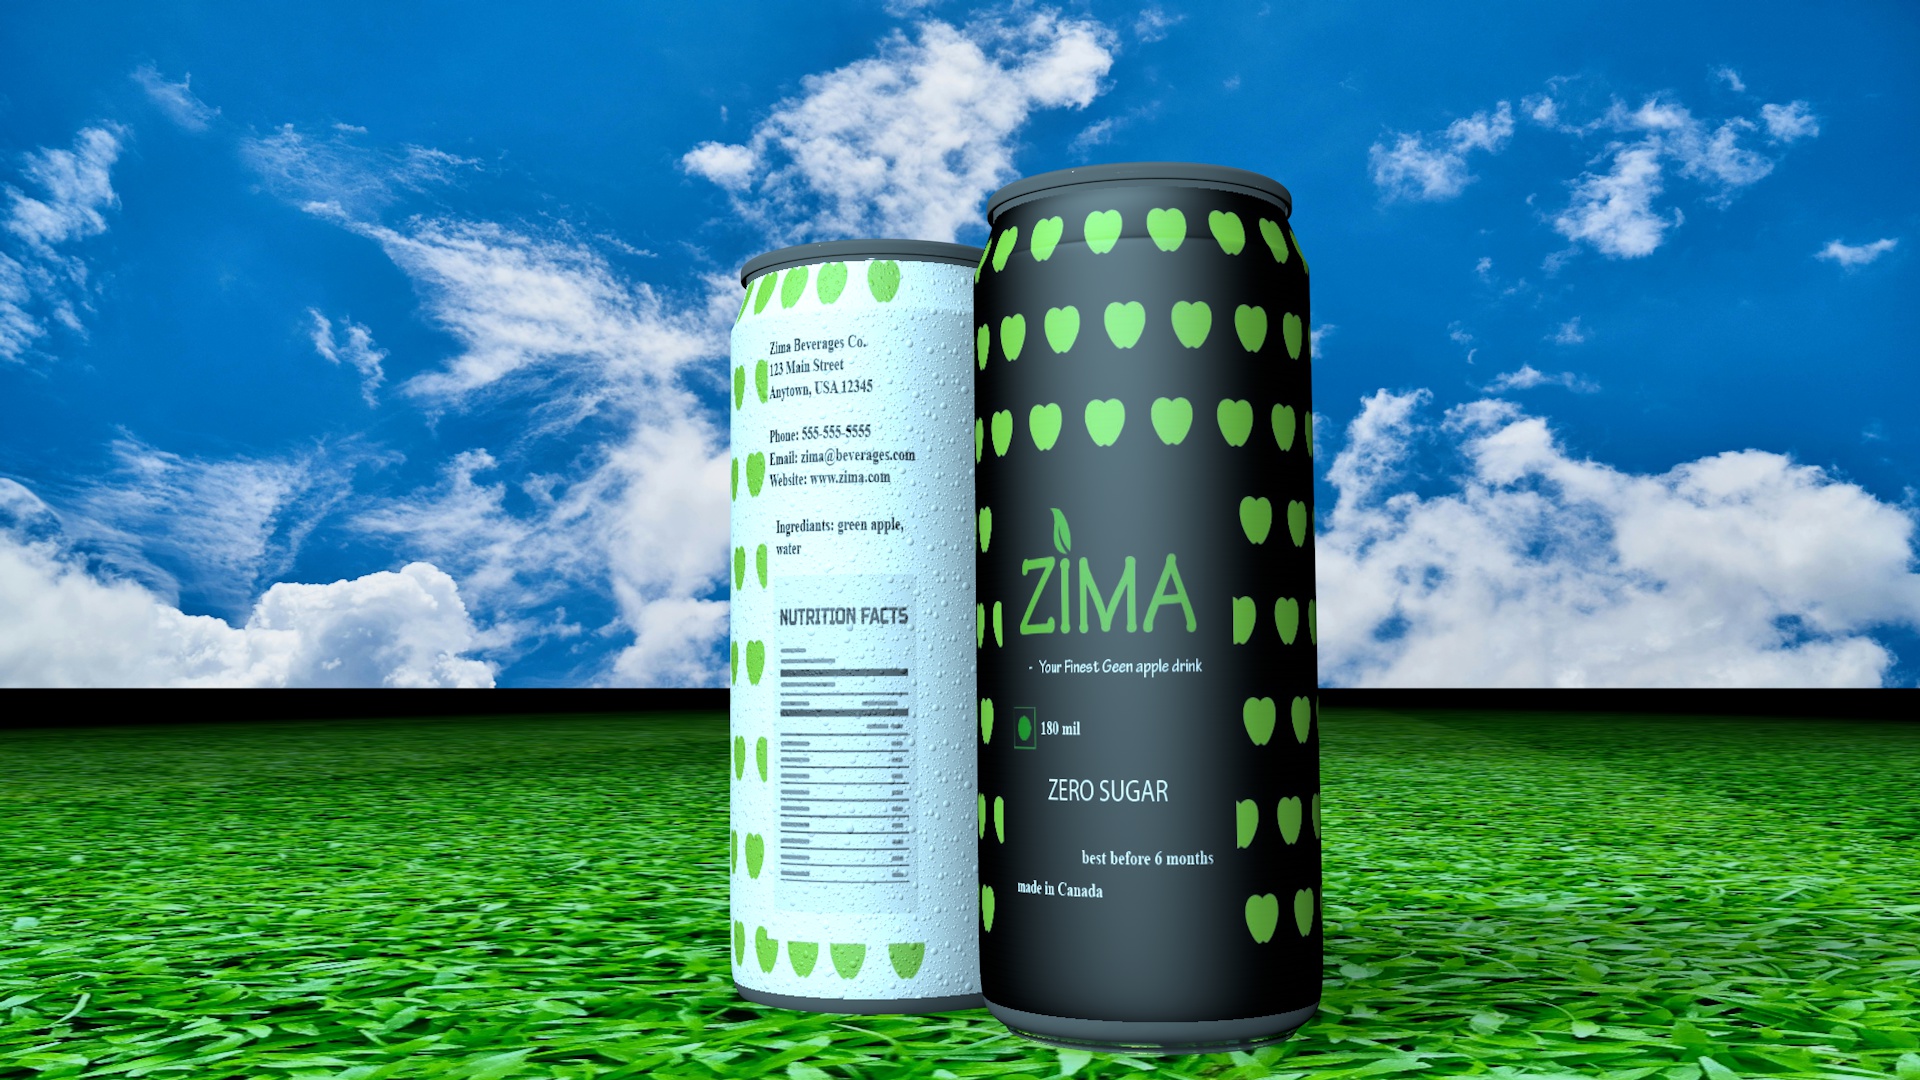 Zima Beverages Co.
123 Main Street
Anytown, USA 12345
Phone: 555-555-5555
Email: zima@beverages.com
Website: www.zima.com
Ingrediants: green apple,
water
NUTRITION FACTS
ZIMA
- Your Finest Geen apple drink
180 mil
ZERO SUGAR
best before 6 months
made in Canada